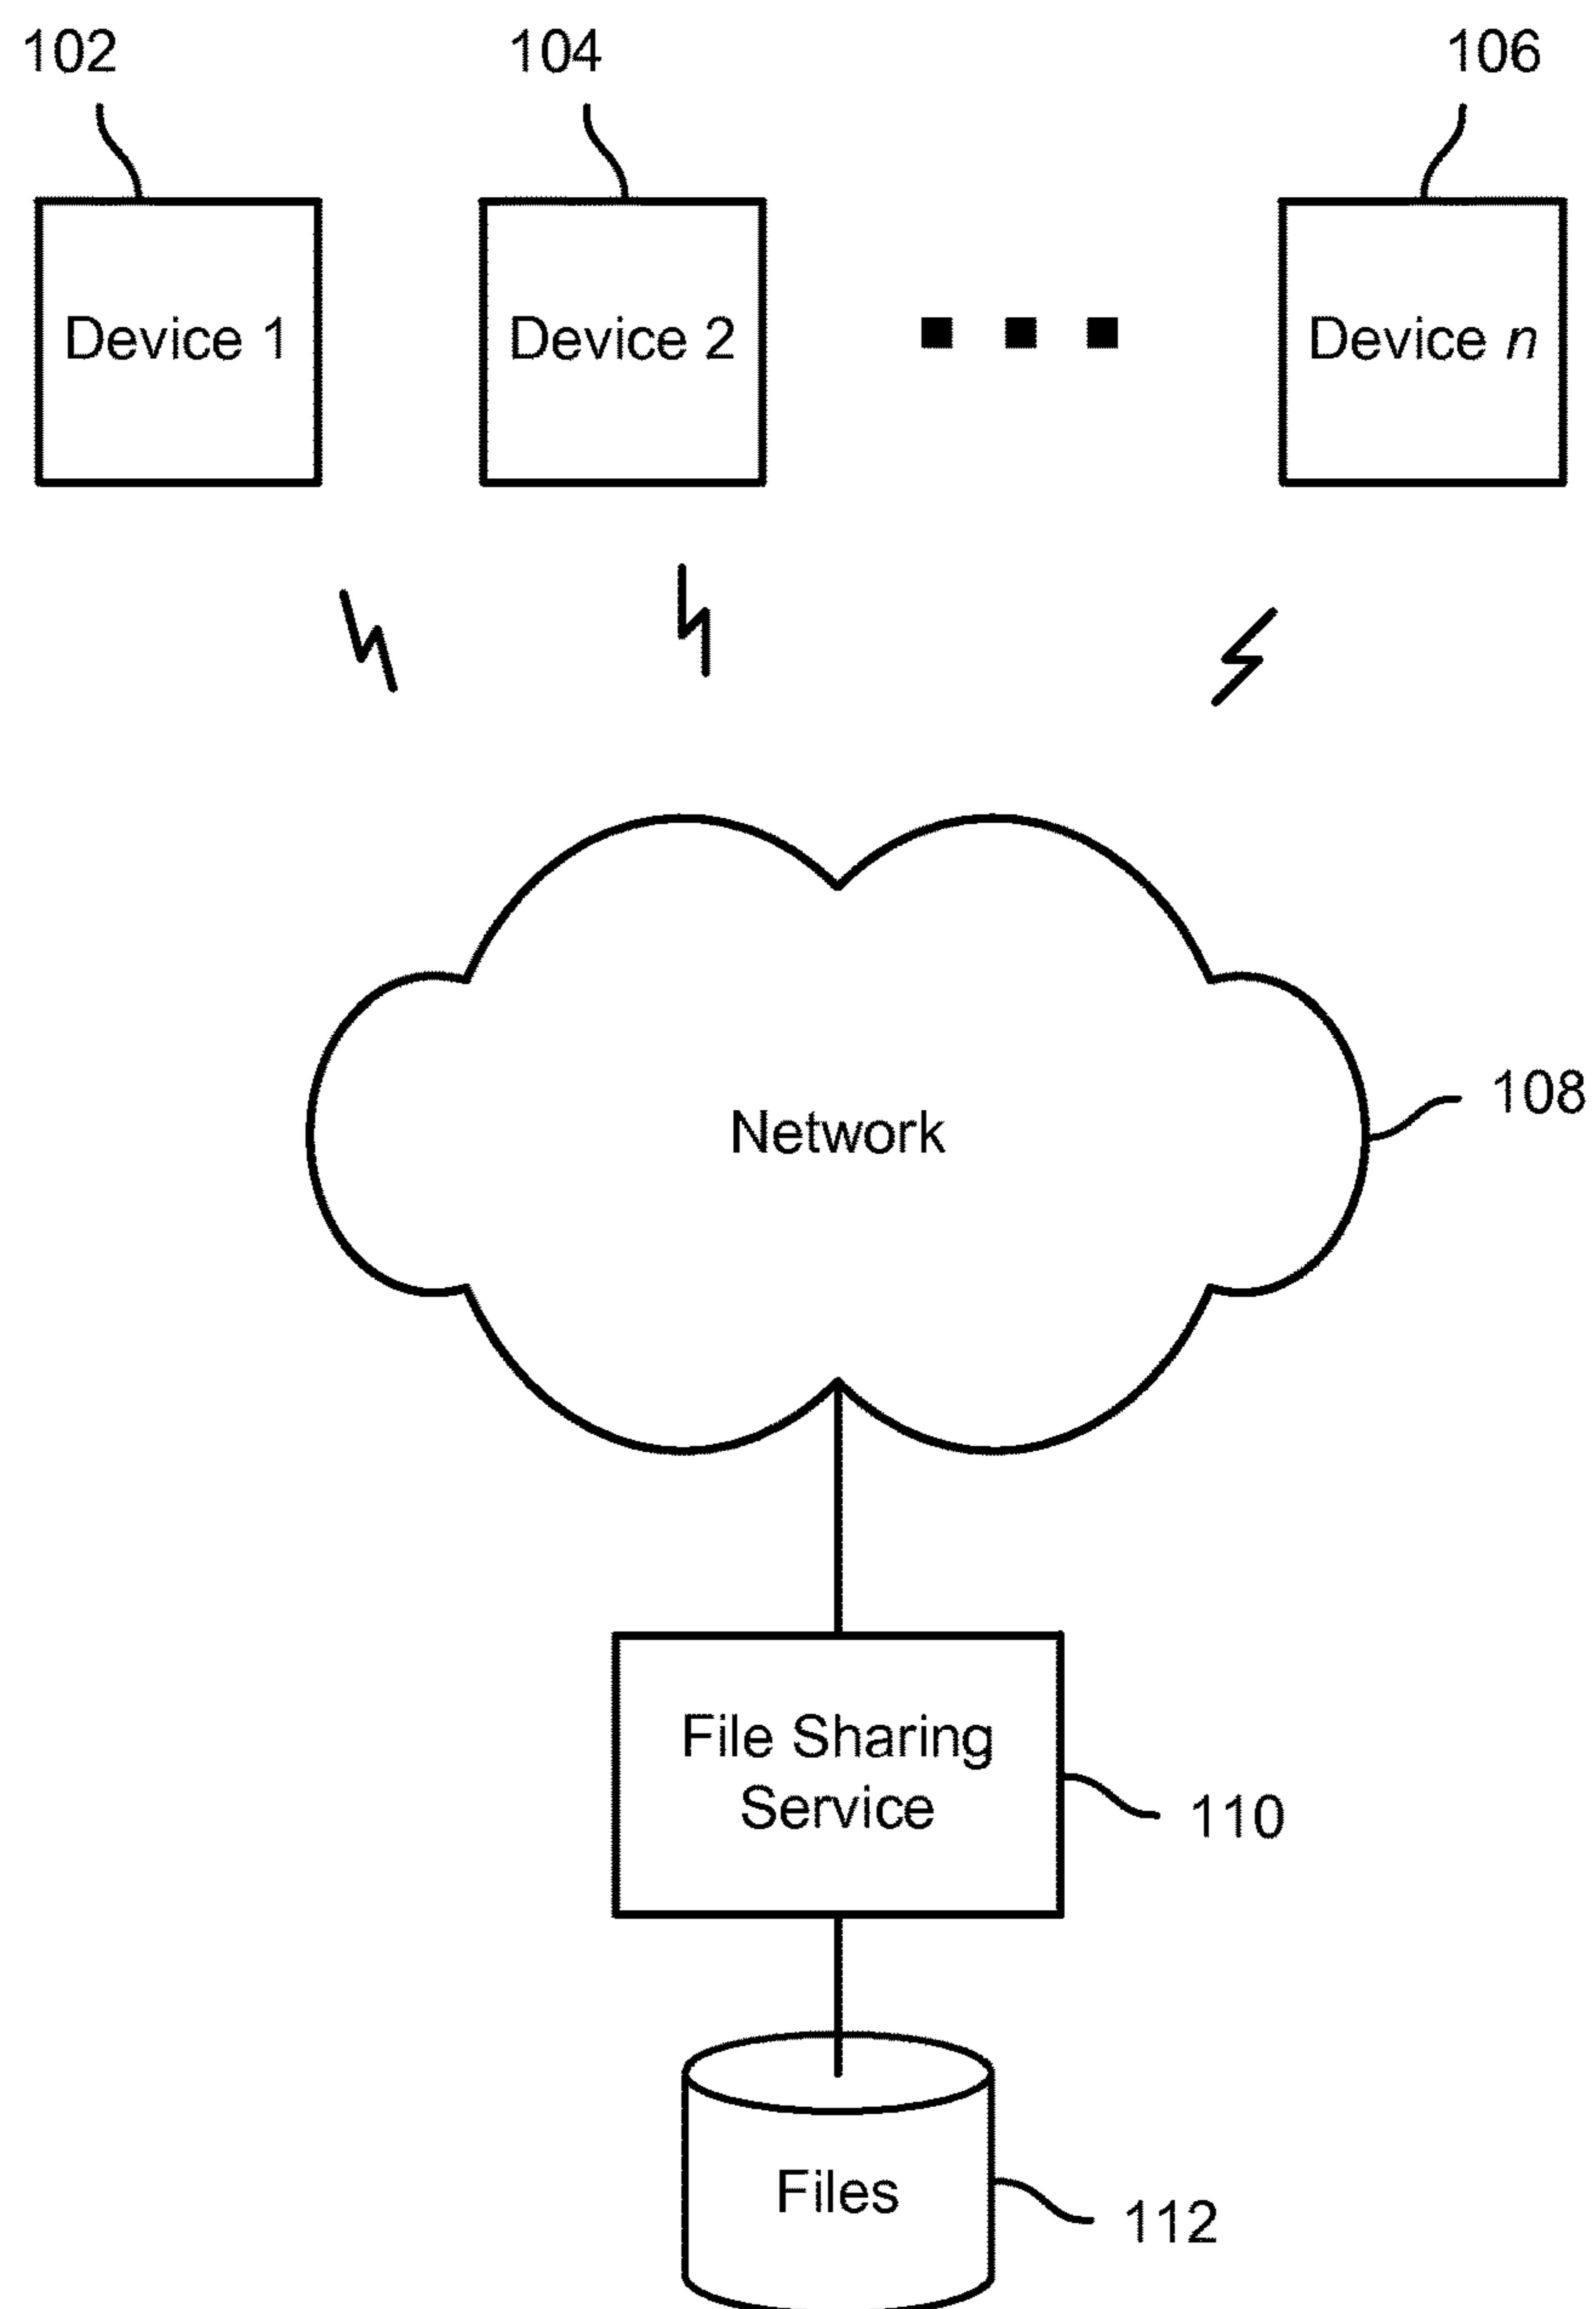 102
104
106
Device 1
Device 2
Device n
Network
108
File Sharing
Service
110
Files
112